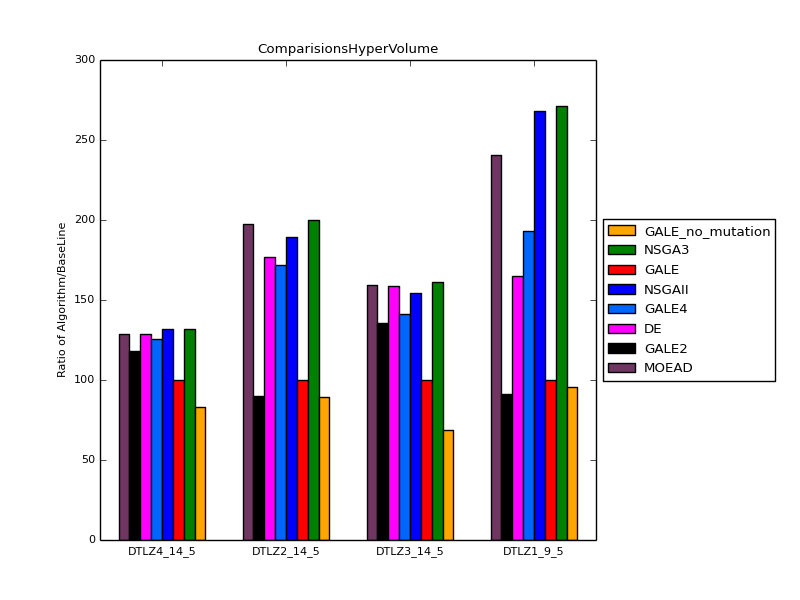 ComparisionsHyperVolume
300
250
200
150
100
50
0
Ratio of Algorithm/BaseLine
DTLZ4_14_5
DTLZ2_14_5
DTLZ3_14_5
DTLZ1_9_5
GALE_no_mutation
NSGA3
GALE
NSGAII
GALE4
DE
GALE2
MOEAD